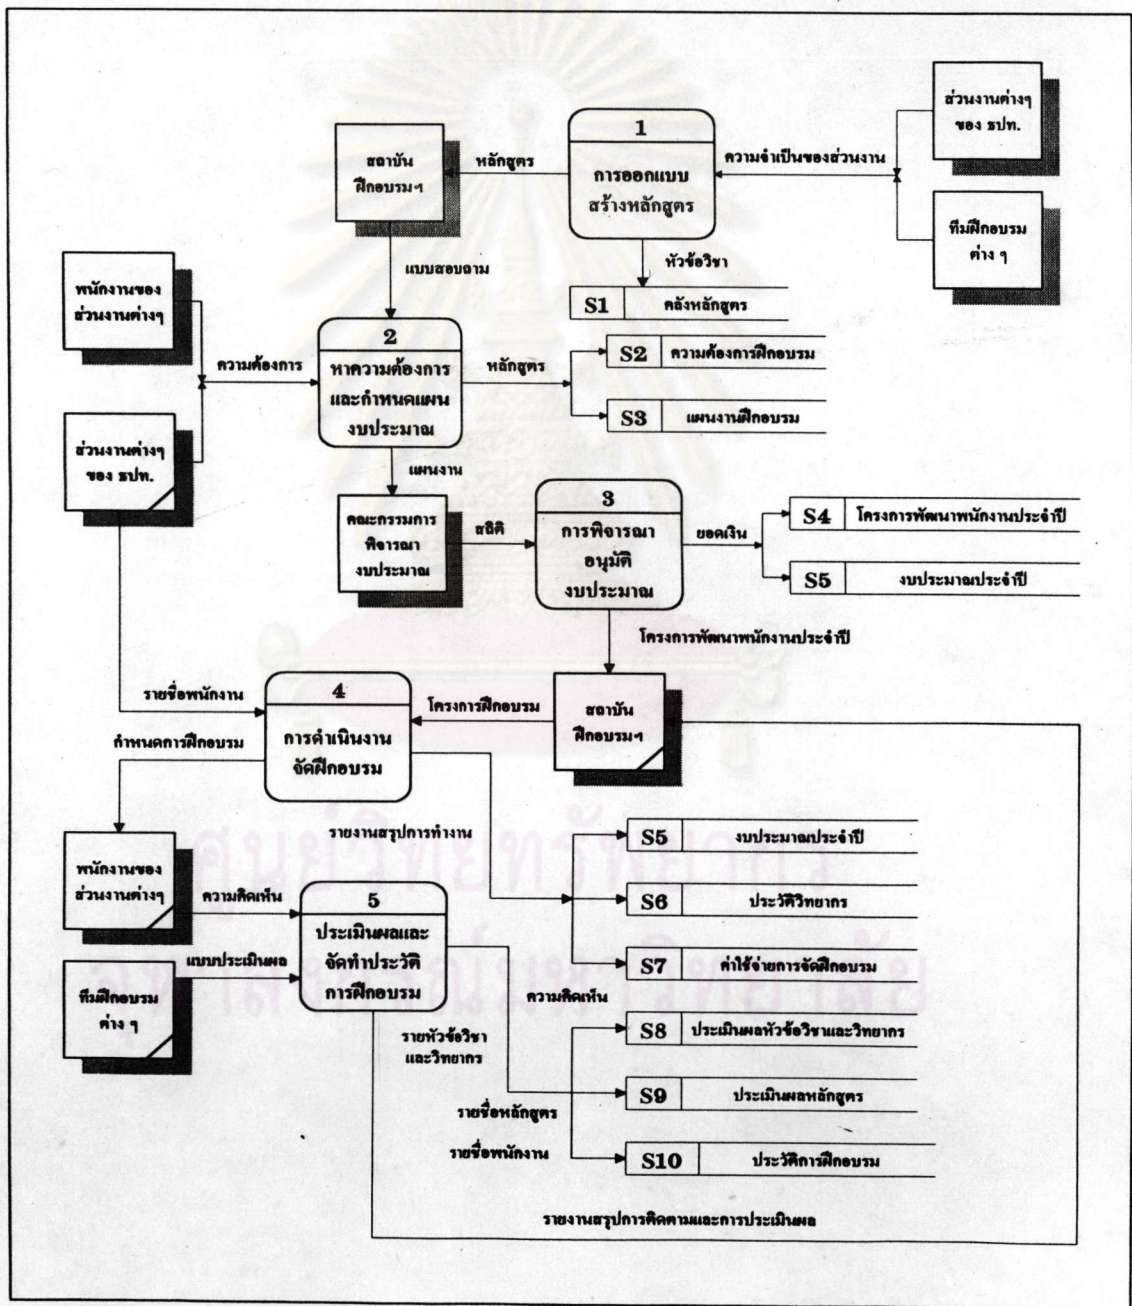 ส่วนงานต่างๆ
ของ ธปท.
1
การออกแบบ
สร้างหลักสูตร
ความจำเป็นของส่วนงาน
หลักสูตร
สถาบัน
ฝึกอบรมฯ
ทีมฝึกอบรม
ต่าง ๆ
หัวข้อวิชา
แบบสอบถาม
S1
คลังหลักสูตร
พนักงานของ
ส่วนงานต่างๆ
2
หาความต้องการ
และกำหนดแผน
งบประมาณ
ความต้องการ
หลักสูตร
S2
ความต้องการฝึกอบรม
S3
แผนงานฝึกอบรม
ส่วนงานต่างๆ
ของ ธปท.
แผนงาน
คณะกรรมการ
พิจารณา
งบประมาณ
สถิติ
3
การพิจารณา
อนุมัติ
งบประมาณ
ยอดเงิน
S4
โครงการพัฒนาพนักงานประจำปี
S5
งบประมาณประจำปี
โครงการพัฒนาพนักงานประจำปี
รายชื่อพนักงาน
4
การดำเนินงาน
จัดฝึกอบรม
โครงการฝึกอบรม
สถาบัน
ฝึกอบรมฯ
กำหนดการฝึกอบรม
รายงานสรุปการทำงาน
S5
งบประมาณประจำปี
S6
ประวัติวิทยากร
S7
ค่าใช้จ่ายการจัดฝึกอบรม
พนักงานของ
ส่วนงานต่างๆ
ความคิดเห็น
5
ประเมินผลและ
จัดทำประวัติ
การฝึกอบรม
แบบประเมินผล
ทีมฝึกอบรม
ต่าง ๆ
ความคิดเห็น
รายหัวข้อวิชา
และวิทยากร
S8
ประเมินผลหัวข้อวิชาและวิทยากร
S9
ประเมินผลหลักสูตร
รายชื่อหลักสูตร
รายชื่อพนักงาน
S10
ประวัติการฝึกอบรม
รายงานสรุปการติดตามและการประเมินผล
ศูนย์วิทยทรัพยากร
จุฬาลงกรณ์มหาวิทยาลัย